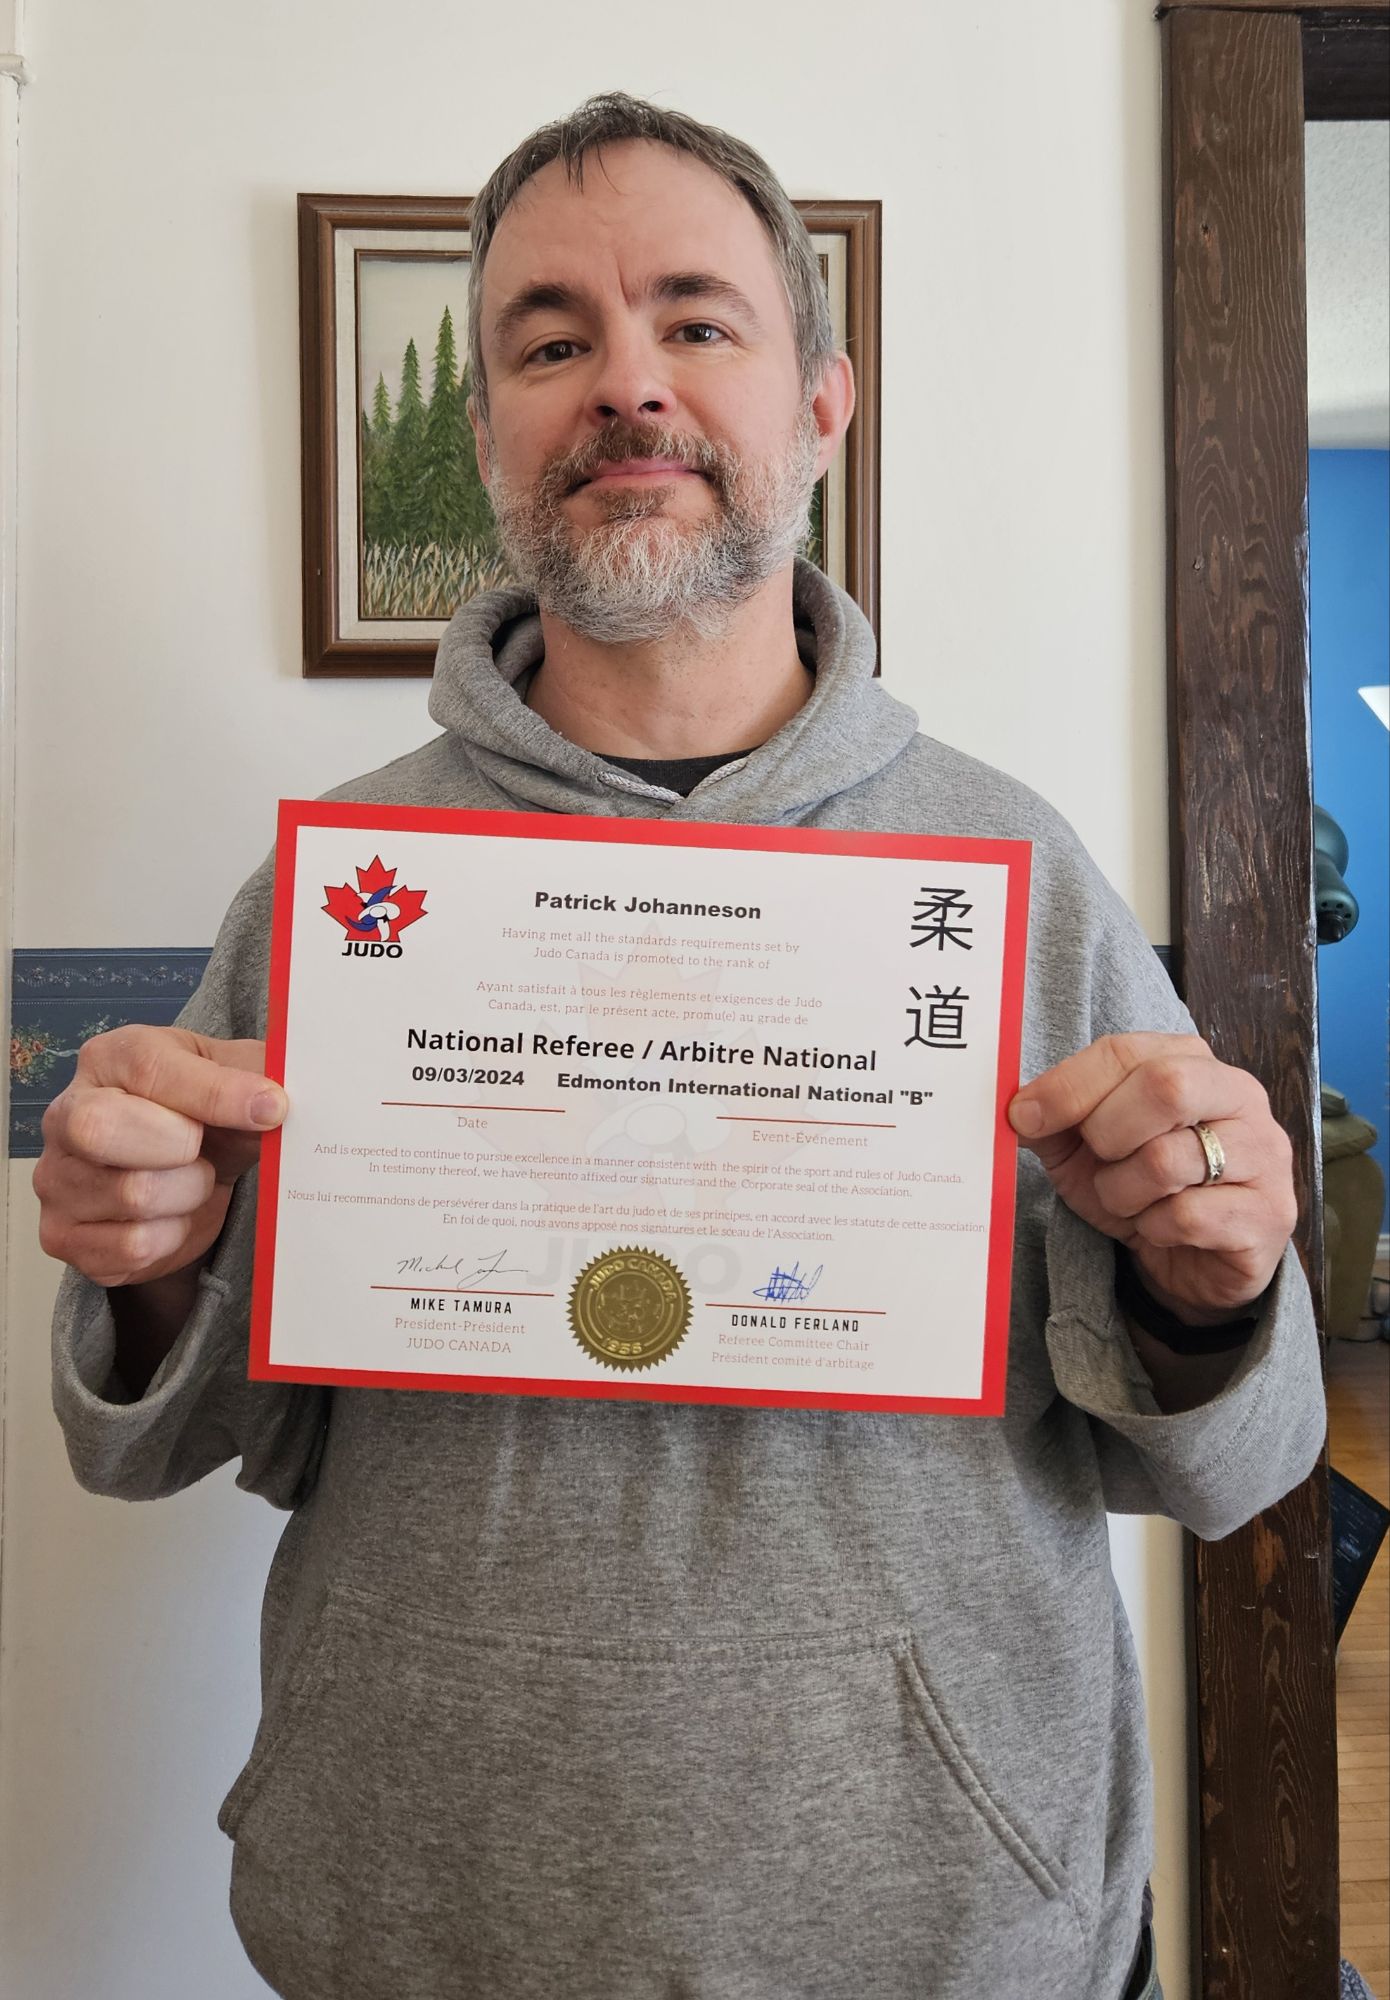 JUDO
Patrick Johanneson
柔
道
Having met all the standards requirements set by
Judo Canada is promoted to the rank of
Ayant satisfait à tous les règlements et exigences de Judo
Canada, est, par le présent acte, promu(e) au grade de
National Referee / Arbitre National
09/03/2024 Edmonton International National "B"
Date Event-Événement
And is expected to continue to pursue excellence in a manner consistent with the spirit of the sport and rules of Judo Canada.
In testimony thereof, we have hereunto affixed our signatures and the Corporate seal of the Association.
Nous lui recommandons de persévérer dans la pratique de l'art du judo et de ses principes, en accord avec les statuts de cette association.
En foi de quoi, nous avons apposé nos signatures et le sceau de l'Association.
JUDO
JUDO CANADA
1956
MIKE TAMURA
President-Président
JUDO CANADA
DONALD FERLAND
Referee Committee Chair
Président comité d'arbitage